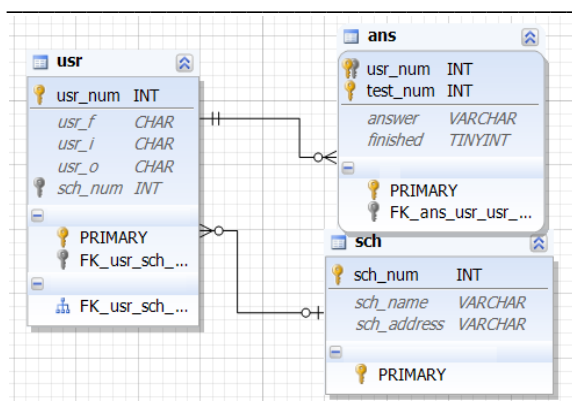 usr
usr_num INT
usr_f CHAR
usr_i CHAR
usr_o CHAR
sch_num INT
PRIMARY
FK_usr_sch_...
FK_usr_sch_...
ans
usr_num INT
test_num INT
answer VARCHAR
finished TINYINT
PRIMARY
FK_ans_usr_usr_...
sch
sch_num INT
sch_name VARCHAR
sch_address VARCHAR
PRIMARY